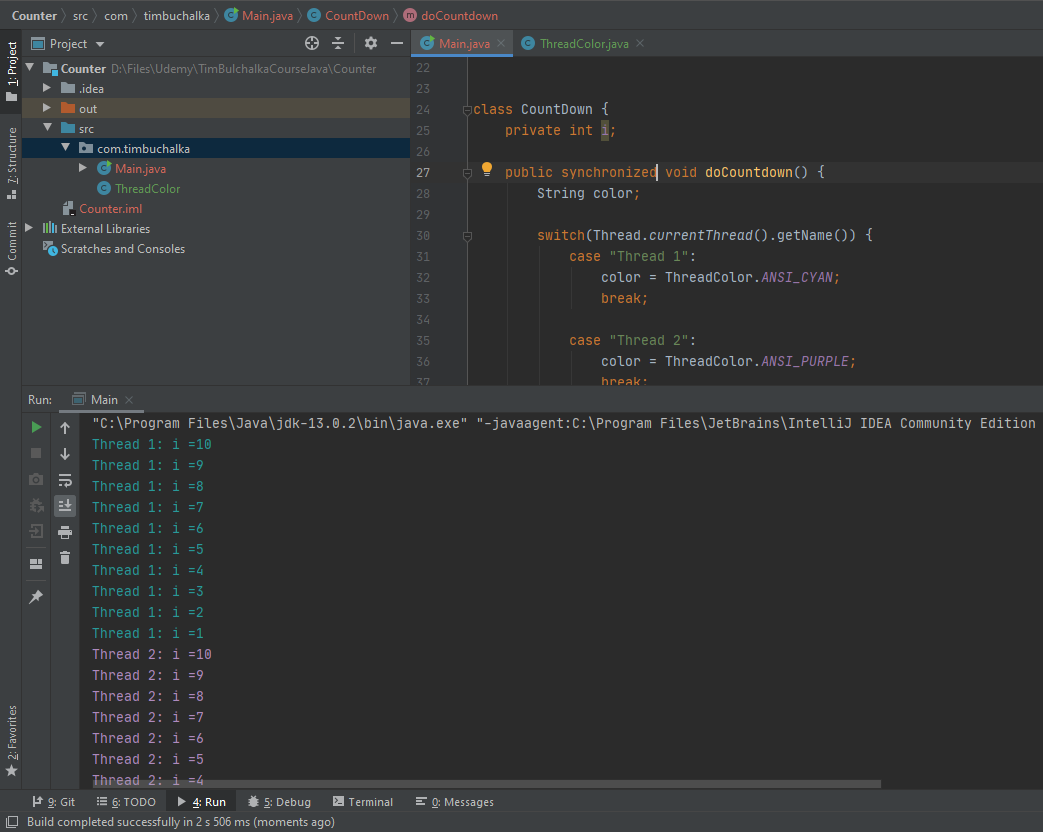 Counter src com timbuchalka Main.java CountDown doCountdown
Project
Main.java
ThreadColor.java
1: Project
7: Structure
Commit
2: Favorites
Counter D:\Files\Udemy\TimBulchalkaCourseJava\Counter
.idea
out
src
com.timbuchalka
Main.java
ThreadColor
Counter.iml
External Libraries
Scratches and Consoles
22
23
24 class CountDown {
25 private int i;
26
27 public synchronized void doCountdown() {
28 String color;
29
30 switch(Thread.currentThread().getName()) {
31 case "Thread 1":
32 color = ThreadColor.ANSI_CYAN;
33 break;
34
35 case "Thread 2":
36 color = ThreadColor.ANSI_PURPLE;
37 break;
Run: Main
"C:\Program Files\Java\jdk-13.0.2\bin\java.exe" "-javaagent:C:\Program Files\JetBrains\IntelliJ IDEA Community Edition
Thread 1: i =10
Thread 1: i =9
Thread 1: i =8
Thread 1: i =7
Thread 1: i =6
Thread 1: i =5
Thread 1: i =4
Thread 1: i =3
Thread 1: i =2
Thread 1: i =1
Thread 2: i =10
Thread 2: i =9
Thread 2: i =8
Thread 2: i =7
Thread 2: i =6
Thread 2: i =5
Thread 2: i =4
9: Git 6: TODO 4: Run 5: Debug Terminal 0: Messages
Build completed successfully in 2 s 506 ms (moments ago)